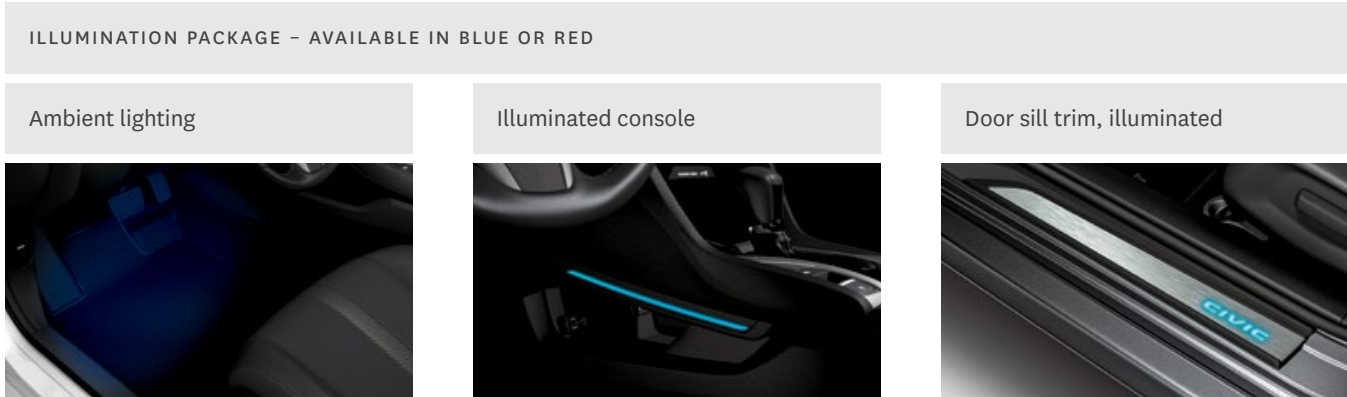 ILLUMINATION PACKAGE – AVAILABLE IN BLUE OR RED
Ambient lighting
Illuminated console
Door sill trim, illuminated
CIVIC